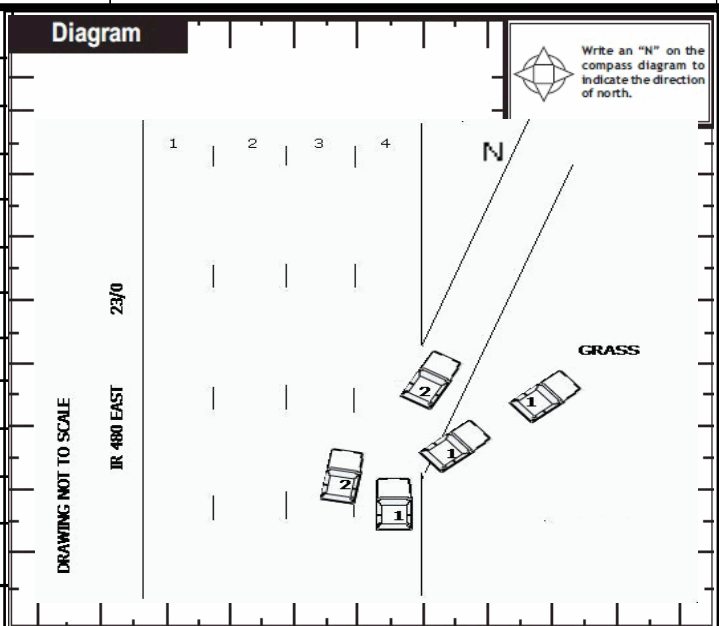 Diagram
Write an “N” on the
compass diagram to
indicate the direction
of north.
1 2 3 4
N
DRAWING NOT TO SCALE
IR 480 EAST 23/0
GRASS
2
1
1
2
1